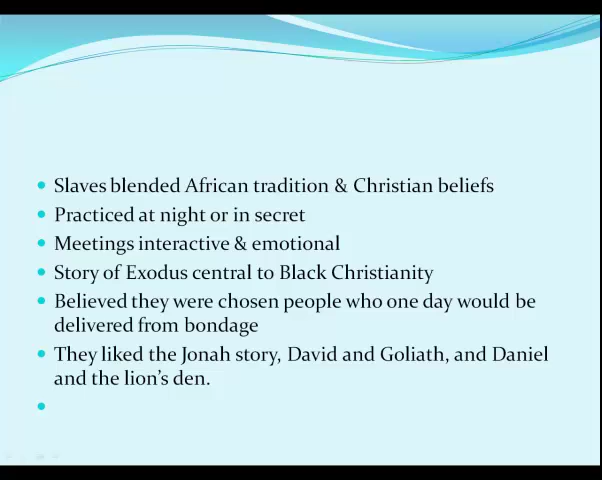 Slaves blended African tradition & Christian beliefs
Practiced at night or in secret
Meetings interactive & emotional
Story of Exodus central to Black Christianity
Believed they were chosen people who one day would be
delivered from bondage
They liked the Jonah story, David and Goliath, and Daniel
and the lion’s den.